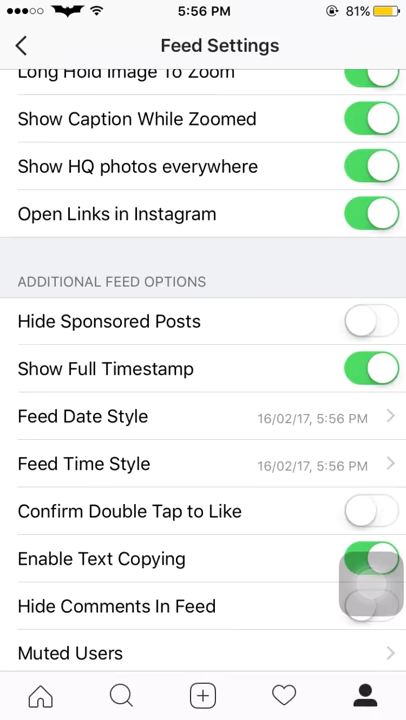 5:56 PM
81%
Feed Settings
Long Hold Image To Zoom
Show Caption While Zoomed
Show HQ photos everywhere
Open Links in Instagram
ADDITIONAL FEED OPTIONS
Hide Sponsored Posts
Show Full Timestamp
Feed Date Style 16/02/17, 5:56 PM
Feed Time Style 16/02/17, 5:56 PM
Confirm Double Tap to Like
Enable Text Copying
Hide Comments In Feed
Muted Users